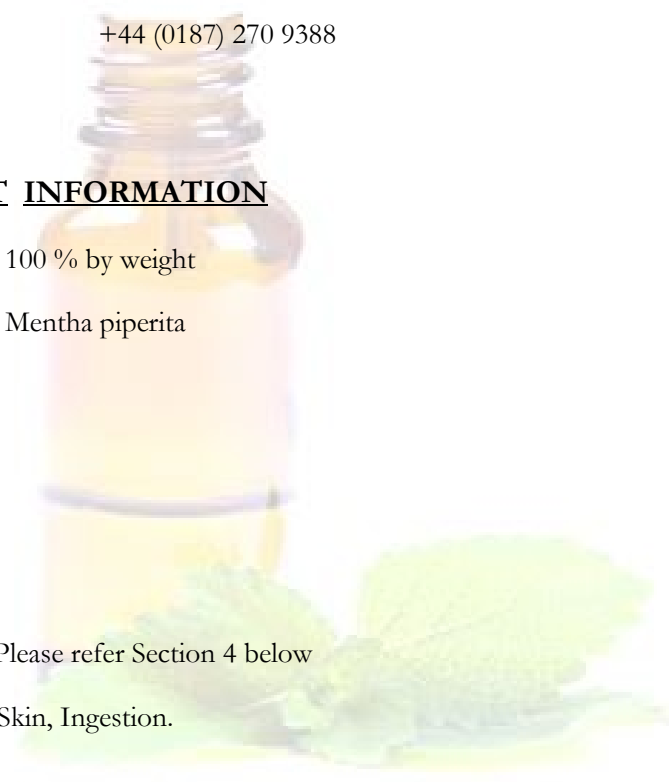 +44 (0187) 270 9388
INFORMATION
100 % by weight
Mentha piperita
Please refer Section 4 below
Skin, Ingestion.